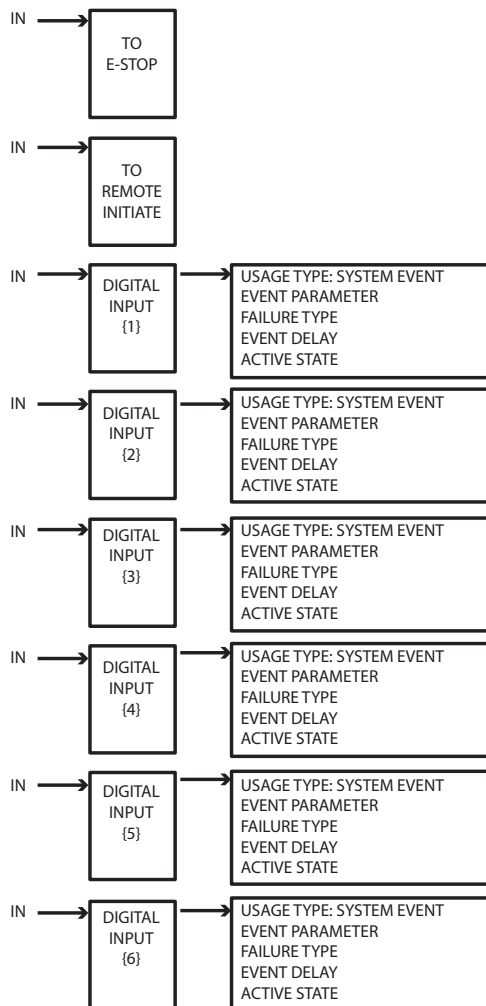 IN
TO
E-STOP
IN
TO
REMOTE
INITIATE
IN
DIGITAL
INPUT
{1}
USAGE TYPE: SYSTEM EVENT
EVENT PARAMETER
FAILURE TYPE
EVENT DELAY
ACTIVE STATE
IN
DIGITAL
INPUT
{2}
USAGE TYPE: SYSTEM EVENT
EVENT PARAMETER
FAILURE TYPE
EVENT DELAY
ACTIVE STATE
IN
DIGITAL
INPUT
{3}
USAGE TYPE: SYSTEM EVENT
EVENT PARAMETER
FAILURE TYPE
EVENT DELAY
ACTIVE STATE
IN
DIGITAL
INPUT
{4}
USAGE TYPE: SYSTEM EVENT
EVENT PARAMETER
FAILURE TYPE
EVENT DELAY
ACTIVE STATE
IN
DIGITAL
INPUT
{5}
USAGE TYPE: SYSTEM EVENT
EVENT PARAMETER
FAILURE TYPE
EVENT DELAY
ACTIVE STATE
IN
DIGITAL
INPUT
{6}
USAGE TYPE: SYSTEM EVENT
EVENT PARAMETER
FAILURE TYPE
EVENT DELAY
ACTIVE STATE